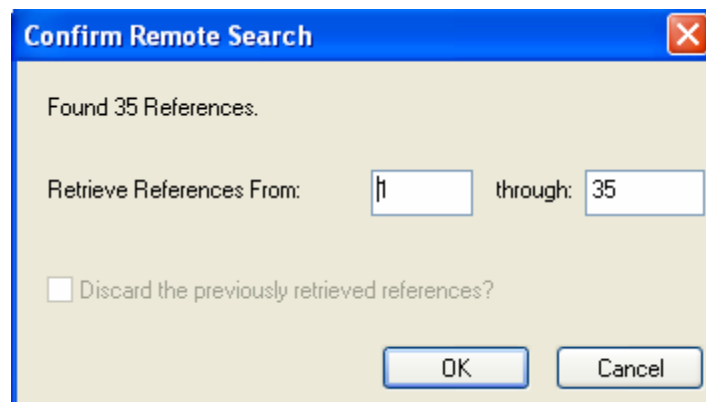 Confirm Remote Search
Found 35 References.
Retrieve References From: 1 through: 35
Discard the previously retrieved references?
OK Cancel